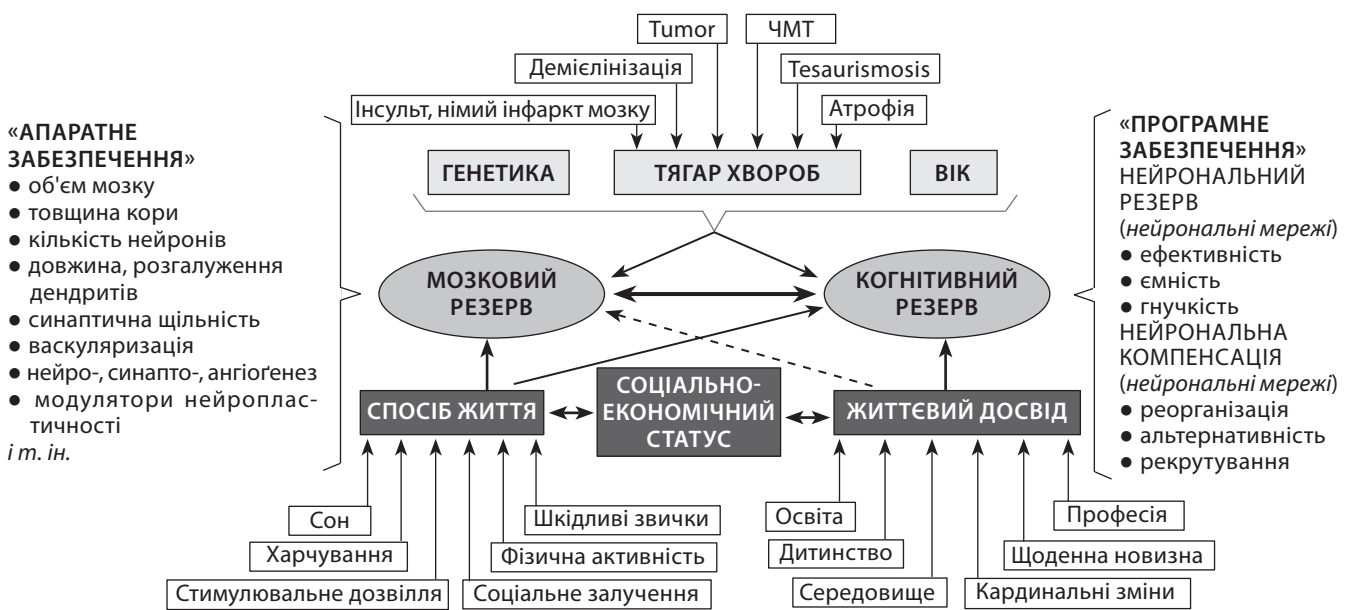 Tumor
ЧМТ
Демієлінізація
Tesaurismosis
Інсульт, німий інфаркт мозку
Атрофія
«АПАРАТНЕ
ЗАБЕЗПЕЧЕННЯ»
● об'єм мозку
● товщина кори
● кількість нейронів
● довжина, розгалуження
дендритів
● синаптична щільність
● васкуляризація
● нейро-, синапто-, ангіоґенез
● модулятори нейроплас-
тичності
і т. ін.
ГЕНЕТИКА
ТЯГАР ХВОРОБ
ВІК
МОЗКОВИЙ
РЕЗЕРВ
КОГНІТИВНИЙ
РЕЗЕРВ
СПОСІБ ЖИТТЯ
СОЦІАЛЬНО-
ЕКОНОМІЧНИЙ
СТАТУС
ЖИТТЄВИЙ ДОСВІД
«ПРОГРАМНЕ
ЗАБЕЗПЕЧЕННЯ»
НЕЙРОНАЛЬНИЙ
РЕЗЕРВ
(нейрональні мережі)
● ефективність
● ємність
● гнучкість
НЕЙРОНАЛЬНА
КОМПЕНСАЦІЯ
(нейрональні мережі)
● реорганізація
● альтернативність
● рекрутування
Сон
Шкідливі звички
Харчування
Фізична активність
Стимулювальне дозвілля
Соціальне залучення
Освіта
Професія
Дитинство
Щоденна новизна
Середовище
Кардинальні зміни